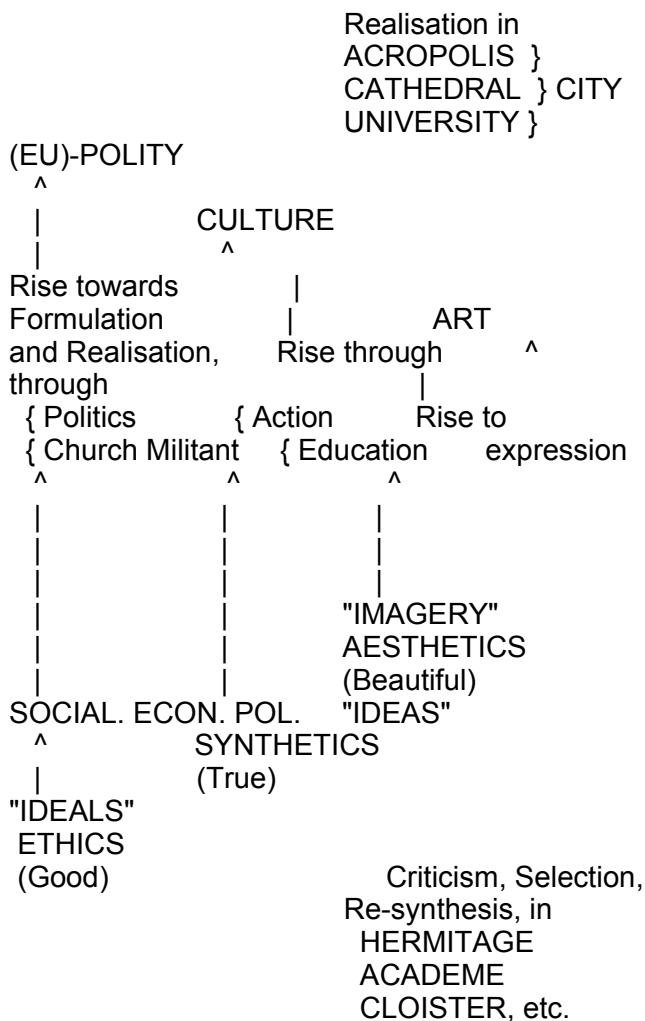 Realisation in
ACROPOLIS }
CATHEDRAL } CITY
UNIVERSITY }
(EU)-POLITY
^
| CULTURE
| ^
Rise towards |
Formulation | ART
and Realisation, Rise through ^
through |
{ Politics { Action Rise to
{ Church Militant { Education expression
^ ^ ^
| | |
| | |
| | |
| | "IMAGERY"
| | AESTHETICS
| | (Beautiful)
SOCIAL. ECON. POL. "IDEAS"
^ SYNTHETICS
| (True)
"IDEALS"
ETHICS
(Good) Criticism, Selection,
Re-synthesis, in
HERMITAGE
ACADEME
CLOISTER, etc.